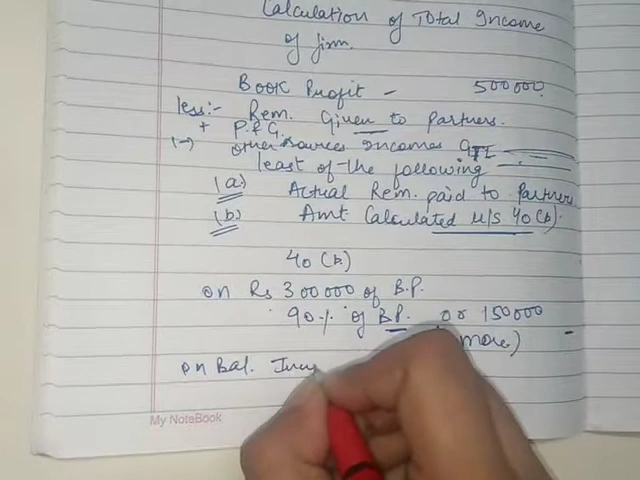 Calculation of Total Income
of firm.
Book Profit - 500000
less:- Rem. Given to partners.
+ P.&G.
(→) other sources Incomes GTI
least of the following
(a) Actual Rem. paid to Partners
(b) Amt Calculated u/s 40(b).
40 (b)
on Rs 300000 of B.P.
90% of B.P. or 150000
more)
on Bal.
My NoteBook